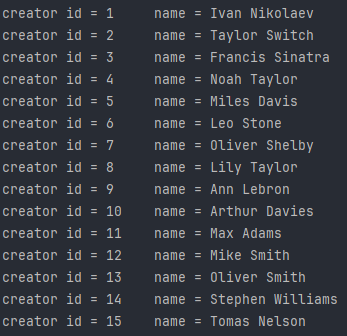 creator id = 1     name = Ivan Nikolaev
creator id = 2     name = Taylor Switch
creator id = 3     name = Francis Sinatra
creator id = 4     name = Noah Taylor
creator id = 5     name = Miles Davis
creator id = 6     name = Leo Stone
creator id = 7     name = Oliver Shelby
creator id = 8     name = Lily Taylor
creator id = 9     name = Ann Lebron
creator id = 10    name = Arthur Davies
creator id = 11    name = Max Adams
creator id = 12    name = Mike Smith
creator id = 13    name = Oliver Smith
creator id = 14    name = Stephen Williams
creator id = 15    name = Tomas Nelson